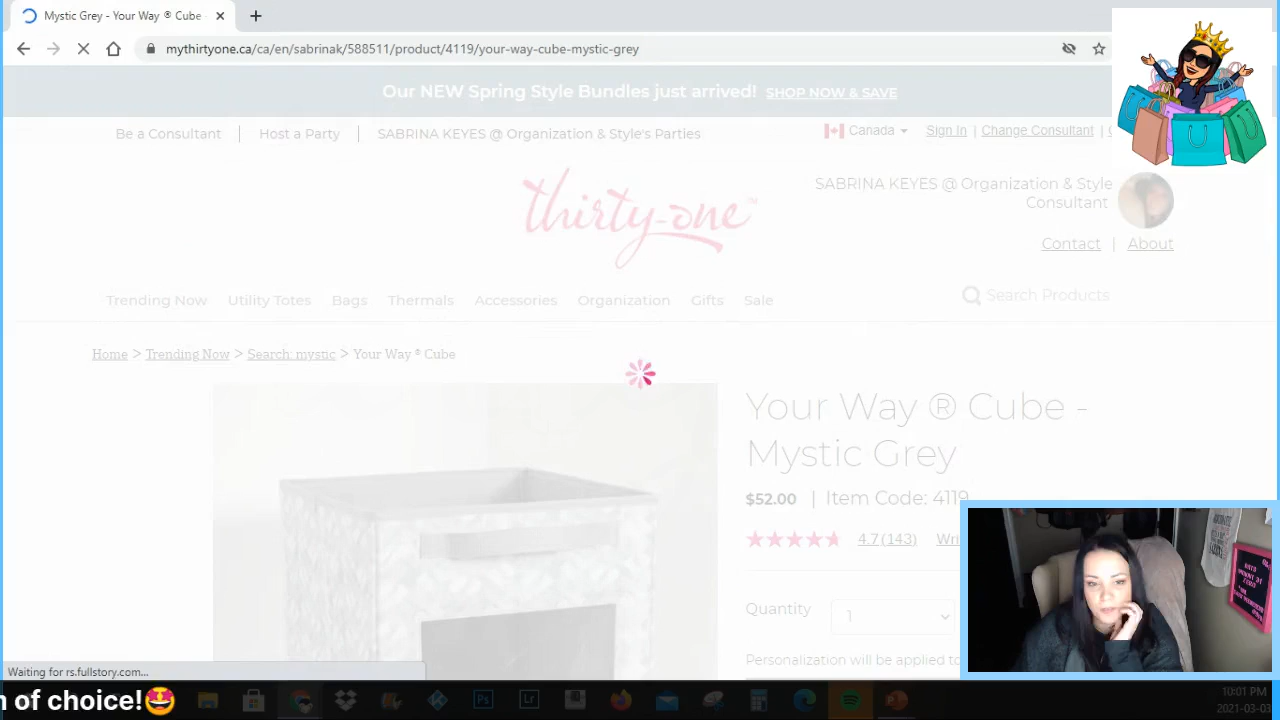 Mystic Grey - Your Way ® Cube
mythirtyone.ca/ca/en/sabrinak/588511/product/4119/your-way-cube-mystic-grey
Our NEW Spring Style Bundles just arrived! SHOP NOW & SAVE
Be a Consultant | Host a Party | SABRINA KEYES @ Organization & Style's Parties
Canada Sign In | Change Consultant |
thirty-one™
SABRINA KEYES @ Organization & Style
Consultant
Contact | About
Trending Now Utility Totes Bags Thermals Accessories Organization Gifts Sale
Search Products
Home > Trending Now > Search: mystic > Your Way ® Cube
Your Way ® Cube -
Mystic Grey
$52.00 | Item Code: 4119
4.7 (143) Wri
Quantity 1
Personalization will be applied to
Waiting for rs.fullstory.com...
n of choice!🤩
Ps Lr
10:01 PM
2021-03-03